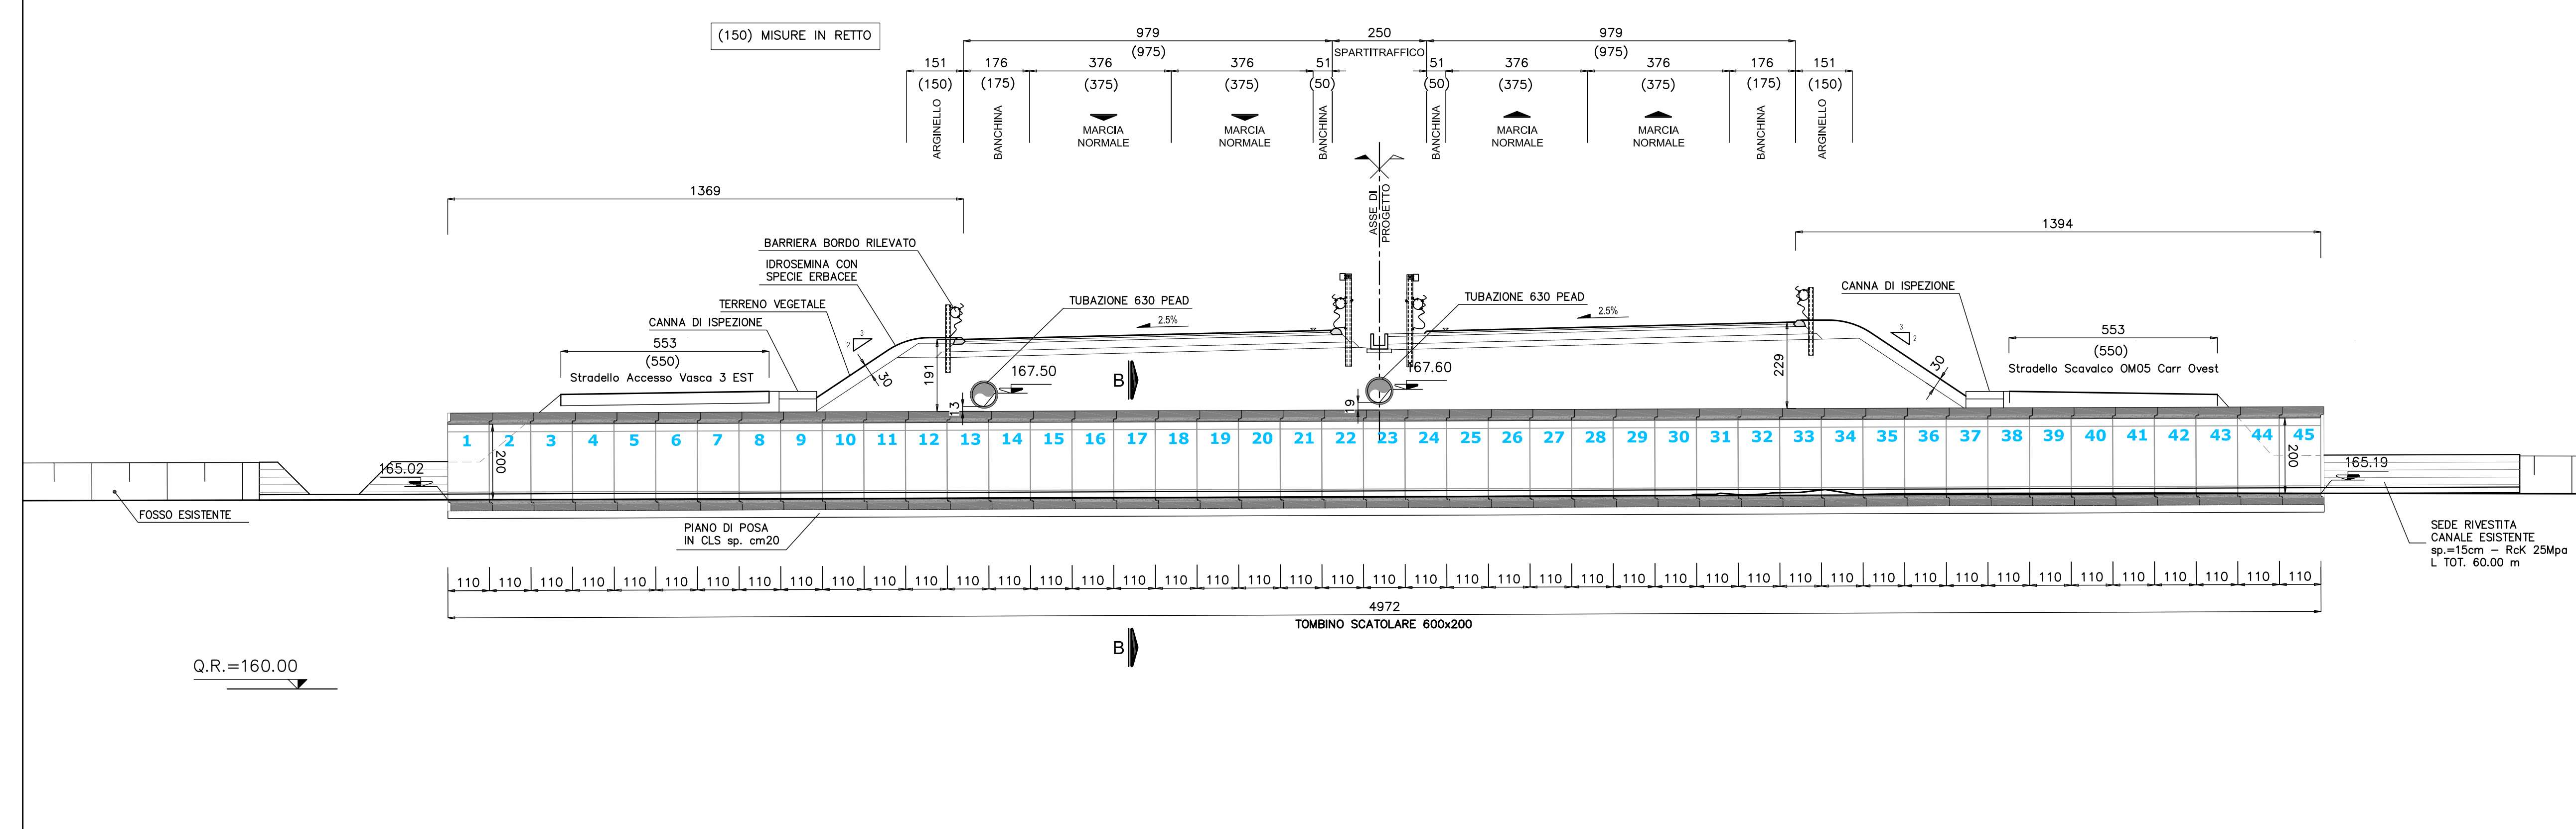 (150) MISURE IN RETTO
979 250 979
(975) SPARTITRAFFICO (975)
151 176 376 376 51 51 376 376 176 151
(150) (175) (375) (375) (50) (50) (375) (375) (175) (150)
ARGINELLO
BANCHINA
MARCIA
NORMALE
MARCIA
NORMALE
BANCHINA
BANCHINA
MARCIA
NORMALE
MARCIA
NORMALE
BANCHINA
ARGINELLO
ASSE DI
PROGETTO
1369
1394
BARRIERA BORDO RILEVATO
IDROSEMINA CON
SPECIE ERBACEE
TERRENO VEGETALE
CANNA DI ISPEZIONE
553
(550)
Stradello Accesso Vasca 3 EST
3
2
30
191
TUBAZIONE 630 PEAD
2.5%
167.50
13
B
TUBAZIONE 630 PEAD
2.5%
167.60
19
229
CANNA DI ISPEZIONE
3
2
30
553
(550)
Stradello Scavalco OM05 Carr Ovest
1 2 3 4 5 6 7 8 9 10 11 12 13 14 15 16 17 18 19 20 21 22 23 24 25 26 27 28 29 30 31 32 33 34 35 36 37 38 39 40 41 42 43 44 45
200
200
165.02
165.19
FOSSO ESISTENTE
PIANO DI POSA
IN CLS sp. cm20
SEDE RIVESTITA
CANALE ESISTENTE
sp.=15cm – RcK 25Mpa
L TOT. 60.00 m
110 110 110 110 110 110 110 110 110 110 110 110 110 110 110 110 110 110 110 110 110 110 110 110 110 110 110 110 110 110 110 110 110 110 110 110 110 110 110 110 110 110 110 110 110
4972
TOMBINO SCATOLARE 600x200
B
Q.R.=160.00